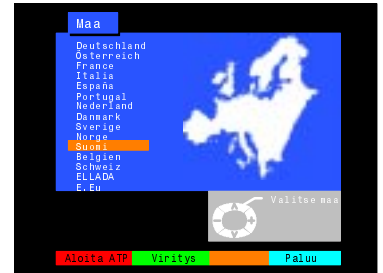 Maa
Deutschland
Österreich
France
Italia
España
Portugal
Nederland
Danmark
Sverige
Norge
Suomi
Belgien
Schweiz
ELLADA
E.Eu
Valitse maa
Aloita ATP Viritys Paluu